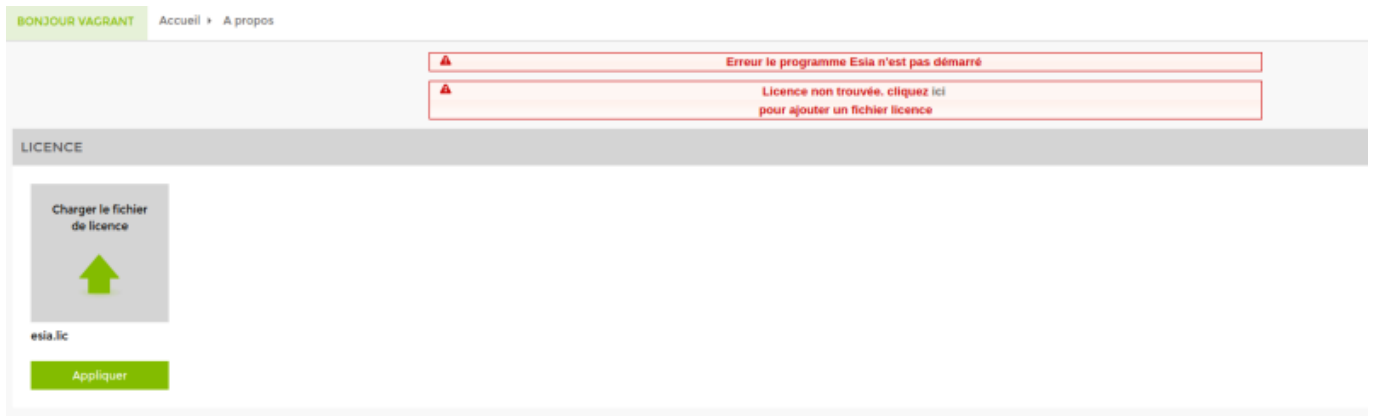 BONJOUR VAGRANT Accueil A propos
Erreur le programme Esia n'est pas démarré
Licence non trouvée. cliquez ici
pour ajouter un fichier licence
LICENCE
Charger le fichier
de licence
esia.lic
Appliquer